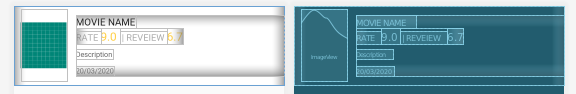 MOVIE NAME
RATE 9.0 | REVEIEW 6.7
Description
20/03/2020
MOVIE NAME
RATE 9.0 | REVEIEW 6.7
ImageView
Description
20/03/2020